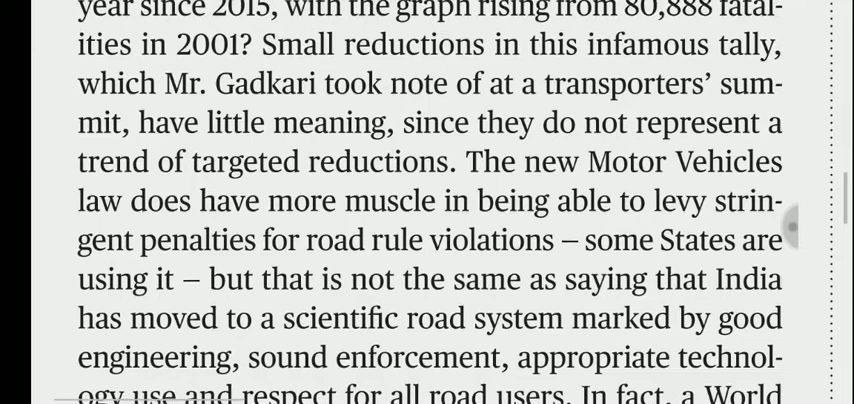 year since 2015, with the graph rising from 80,888 fatal-
ities in 2001? Small reductions in this infamous tally,
which Mr. Gadkari took note of at a transporters’ sum-
mit, have little meaning, since they do not represent a
trend of targeted reductions. The new Motor Vehicles
law does have more muscle in being able to levy strin-
gent penalties for road rule violations – some States are
using it – but that is not the same as saying that India
has moved to a scientific road system marked by good
engineering, sound enforcement, appropriate technol-
ogy use and respect for all road users. In fact, a World